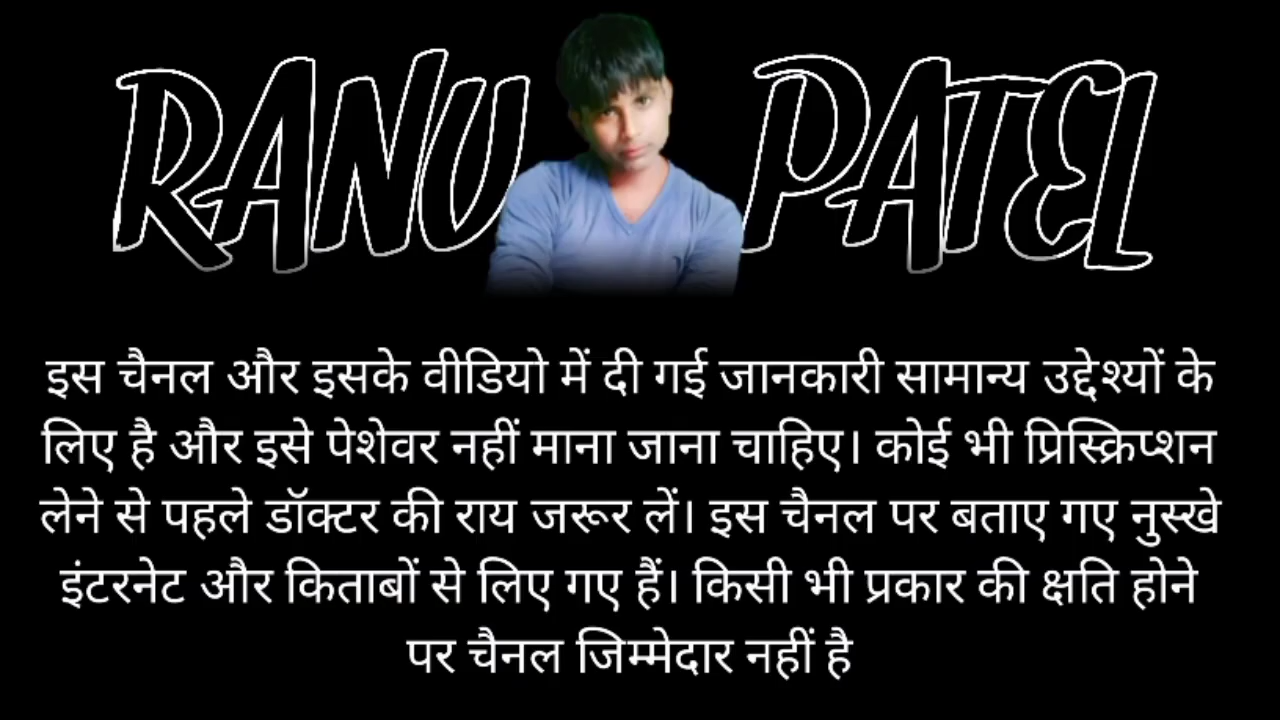 RANU PATEL
इस चैनल और इसके वीडियो में दी गई जानकारी सामान्य उद्देश्यों के
लिए है और इसे पेशेवर नहीं माना जाना चाहिए। कोई भी प्रिस्क्रिप्शन
लेने से पहले डॉक्टर की राय जरूर लें। इस चैनल पर बताए गए नुस्खे
इंटरनेट और किताबों से लिए गए हैं। किसी भी प्रकार की क्षति होने
पर चैनल जिम्मेदार नहीं है